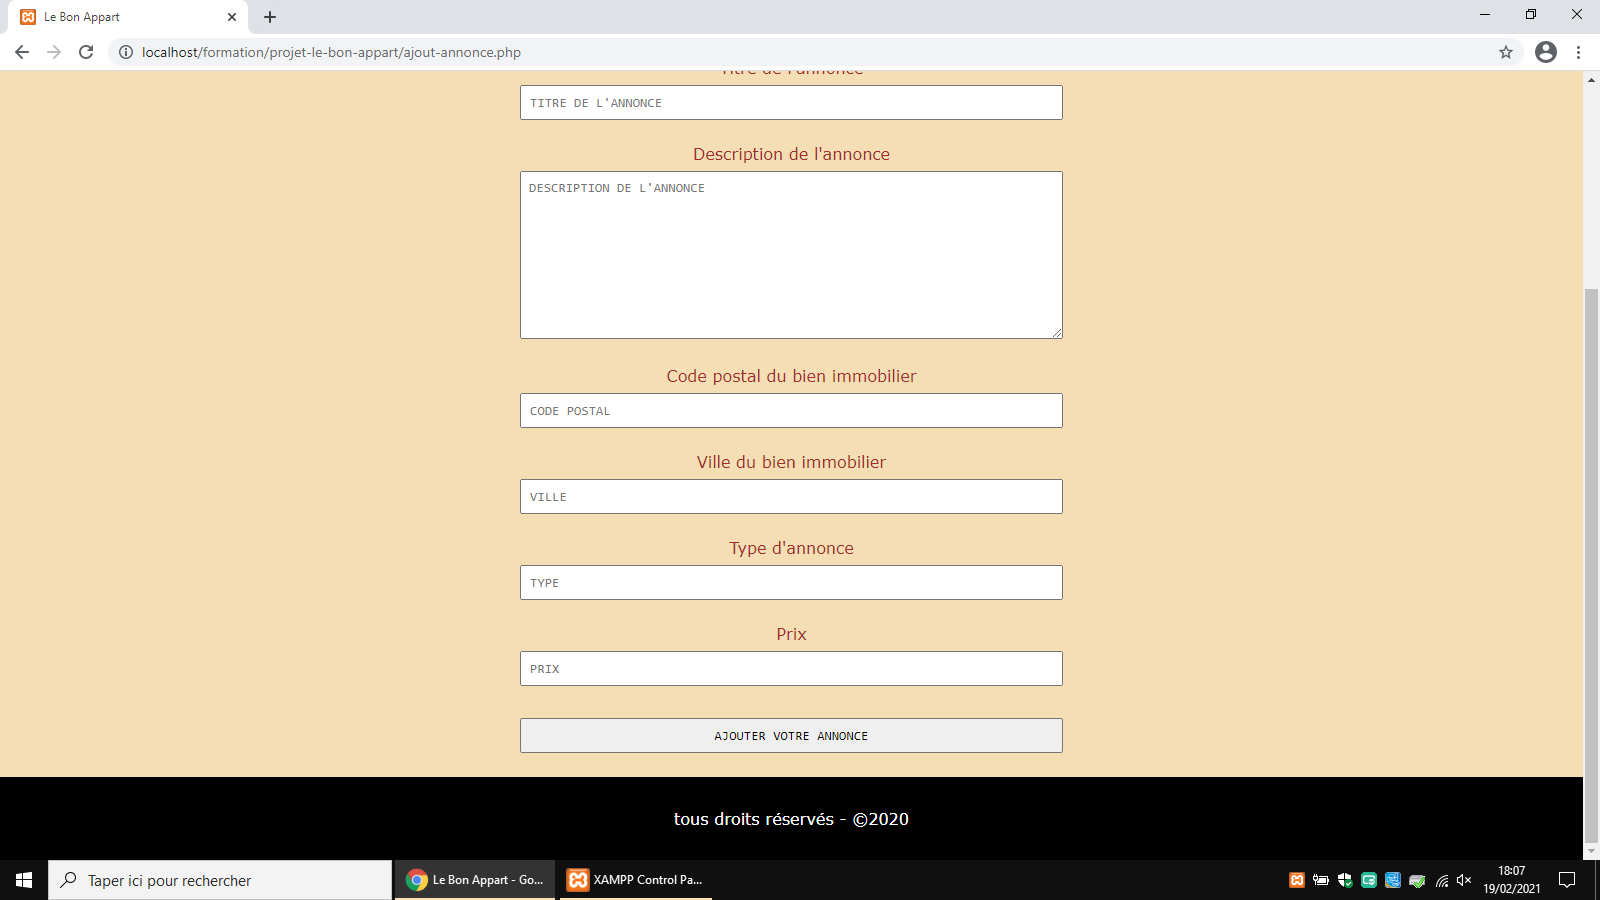 Le Bon Appart
localhost/formation/projet-le-bon-appart/ajout-annonce.php
Titre de l'annonce
TITRE DE L'ANNONCE
Description de l'annonce
DESCRIPTION DE L'ANNONCE
Code postal du bien immobilier
CODE POSTAL
Ville du bien immobilier
VILLE
Type d'annonce
TYPE
Prix
PRIX
AJOUTER VOTRE ANNONCE
tous droits réservés - ©2020
Taper ici pour rechercher
Le Bon Appart - Go...
XAMPP Control Pa...
18:07
19/02/2021